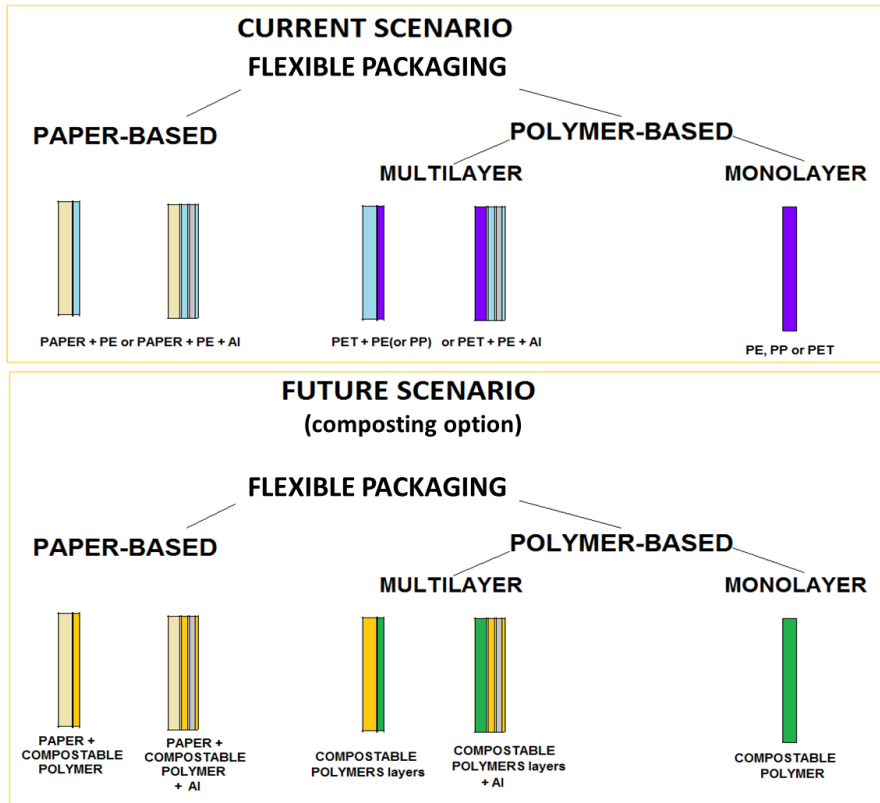 CURRENT SCENARIO
FLEXIBLE PACKAGING
PAPER-BASED
POLYMER-BASED
MULTILAYER
MONOLAYER
PAPER + PE or PAPER + PE + Al
PET + PE(or PP) or PET + PE + Al
PE, PP or PET
FUTURE SCENARIO
(composting option)
FLEXIBLE PACKAGING
PAPER-BASED
POLYMER-BASED
MULTILAYER
MONOLAYER
PAPER +
COMPOSTABLE
POLYMER
PAPER +
COMPOSTABLE
POLYMER
+ Al
COMPOSTABLE
POLYMERS layers
COMPOSTABLE
POLYMERS layers
+ Al
COMPOSTABLE
POLYMER